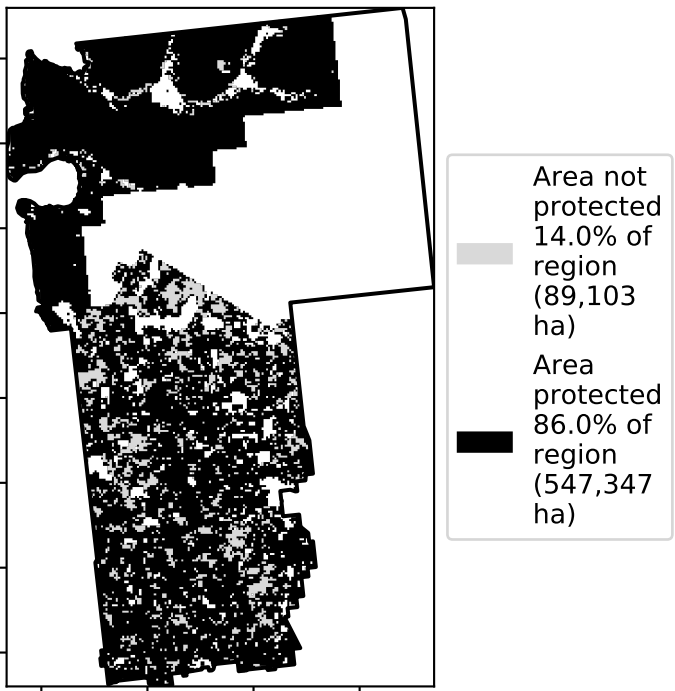 Area not
protected
14.0% of
region
(89,103
ha)
Area
protected
86.0% of
region
(547,347
ha)